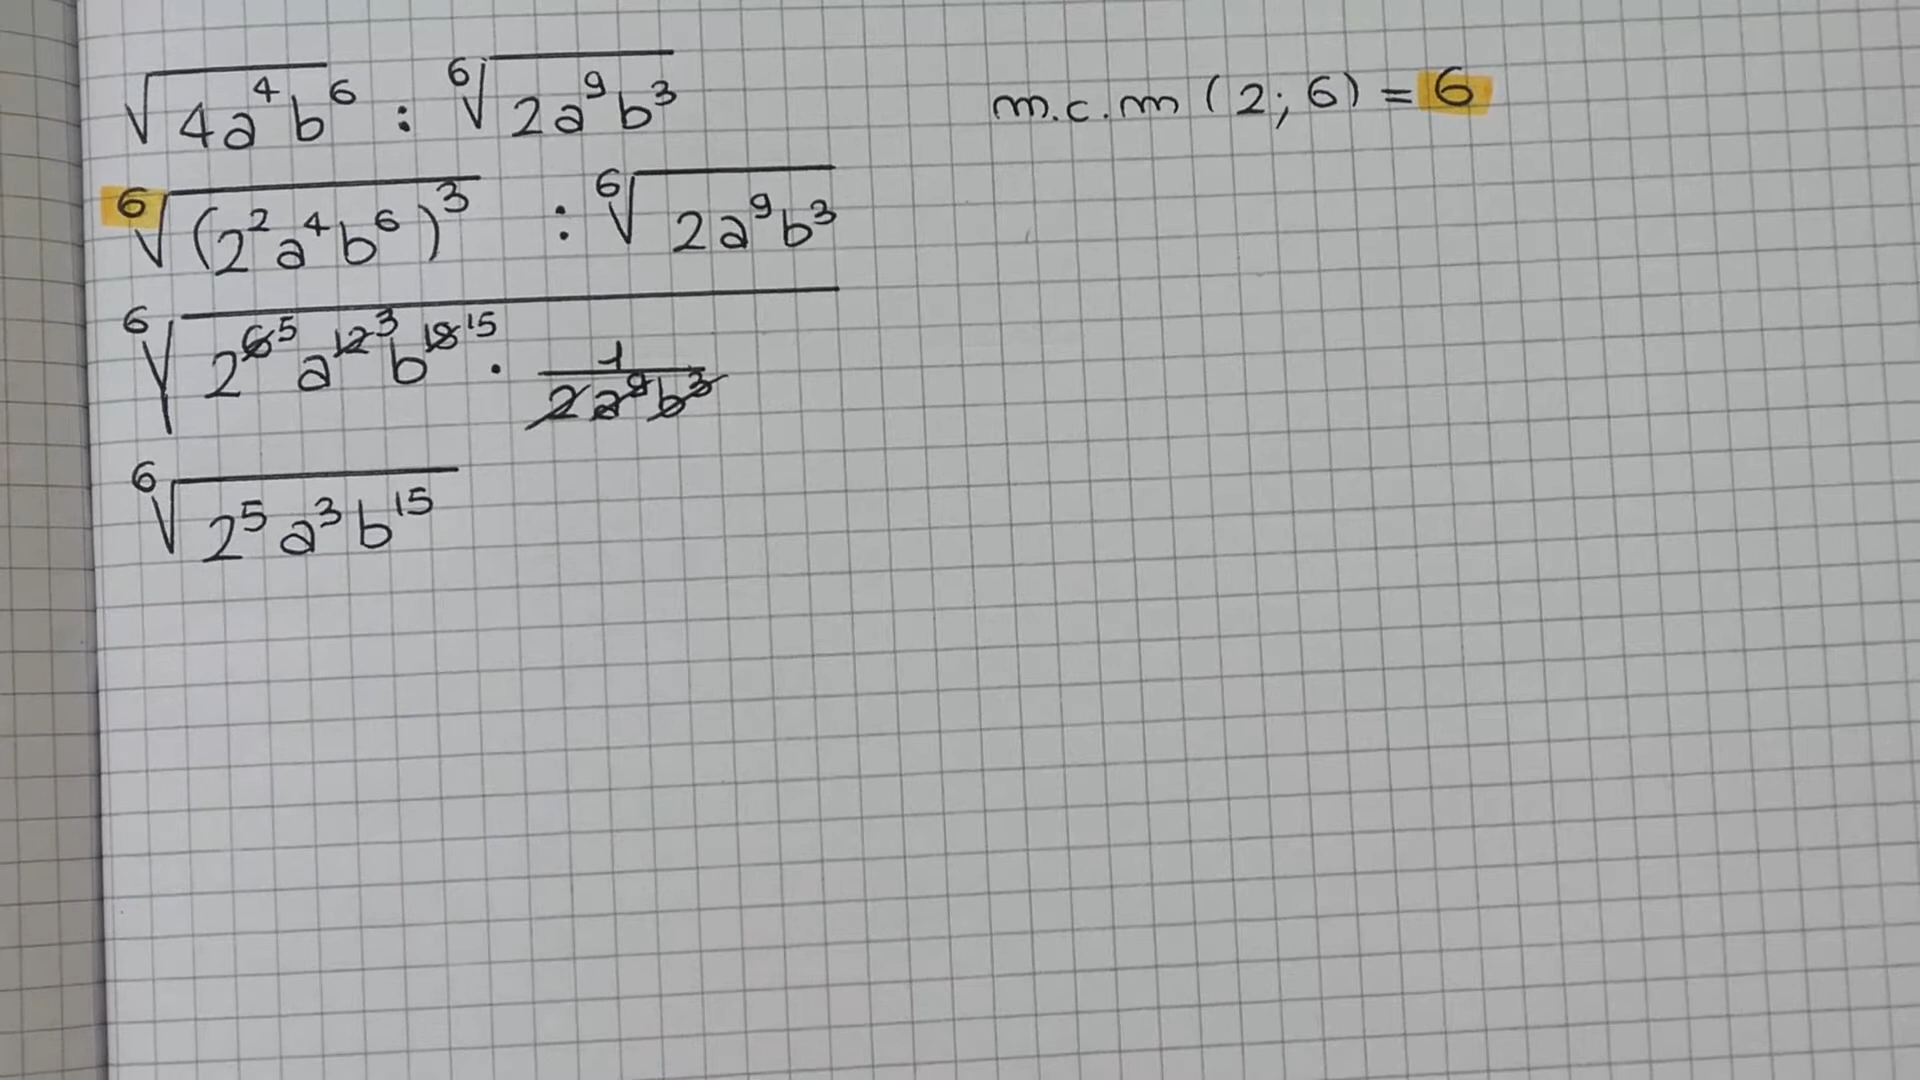 √4a⁴b⁶ : ⁶√2a⁹b³ m.c.m (2; 6) = 6
⁶√(2²a⁴b⁶)³ : ⁶√2a⁹b³
⁶√2⁶⁵a¹²³b¹⁸¹⁵ · 1/2a⁹b³
⁶√2⁵a³b¹⁵